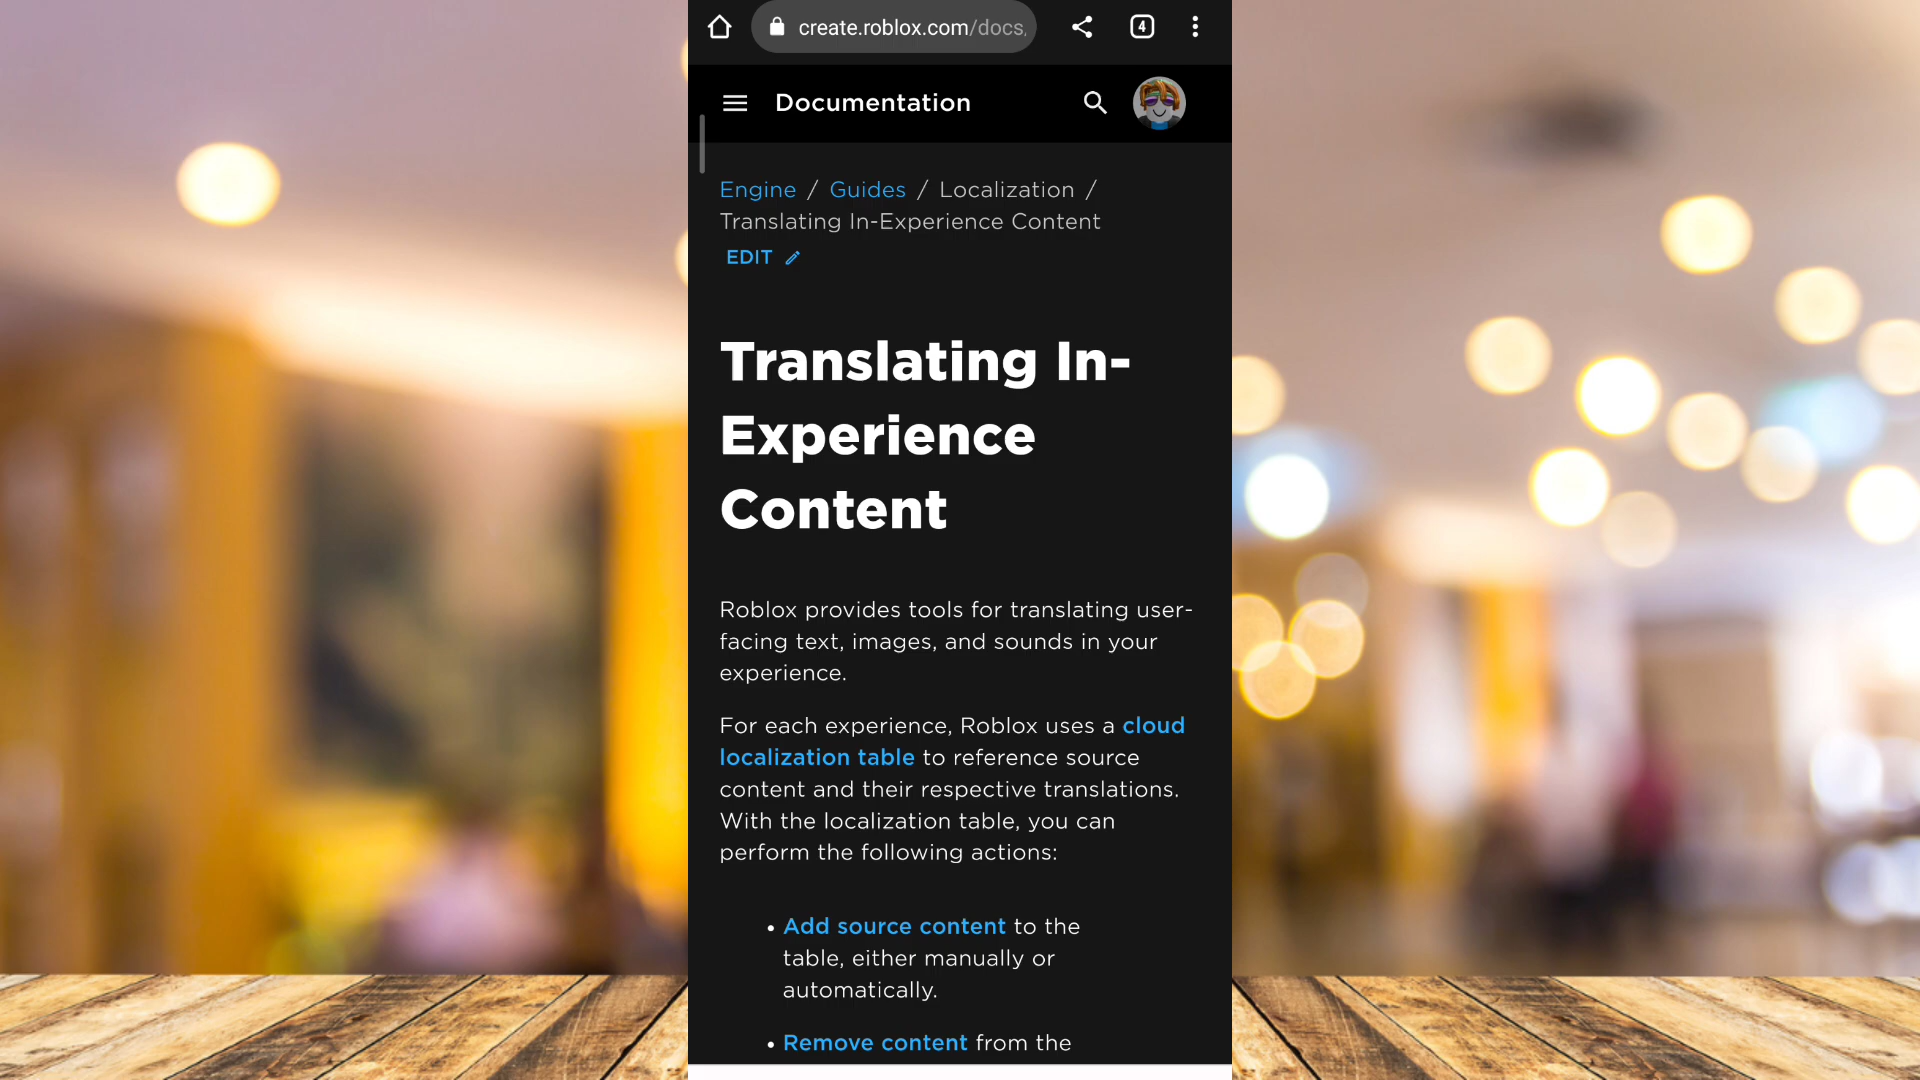 create.roblox.com/docs
4
Documentation
Engine / Guides / Localization /
Translating In-Experience Content
EDIT
Translating In-
Experience
Content
Roblox provides tools for translating user-
facing text, images, and sounds in your
experience.
For each experience, Roblox uses a cloud
localization table to reference source
content and their respective translations.
With the localization table, you can
perform the following actions:
• Add source content to the
table, either manually or
automatically.
• Remove content from the